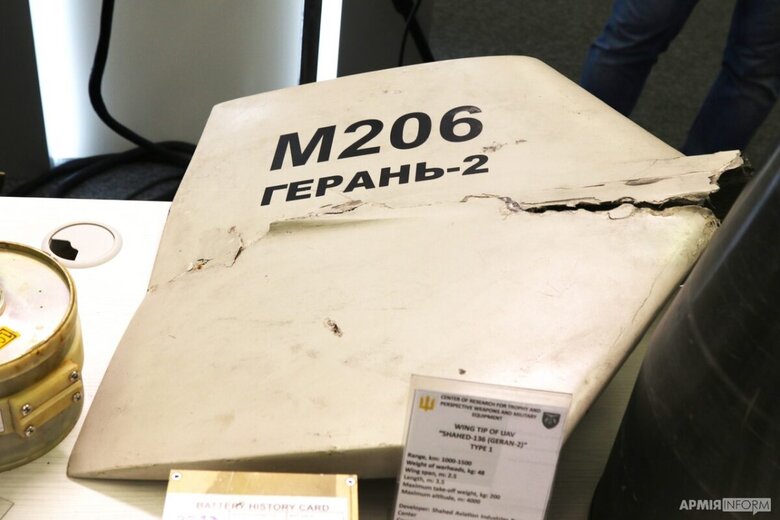 М206
ГЕРАНЬ-2
CENTER OF RESEARCH FOR TROPHY AND
PERSPECTIVE WEAPONS AND MILITARY
EQUIPMENT
WING TIP OF UAV
"SHAHED-136 (GERAN-2)"
TYPE 1
Range, km: 1000-1500
Weight of warheads, kg: 48
Wing span, m: 2.5
Length, m: 3.5
Maximum take-off weight, kg: 200
Maximum altitude, m: 4000
Developer: Shahed Aviation Industries
Center
BATTERY HISTORY CARD
АРМІЯINFORM